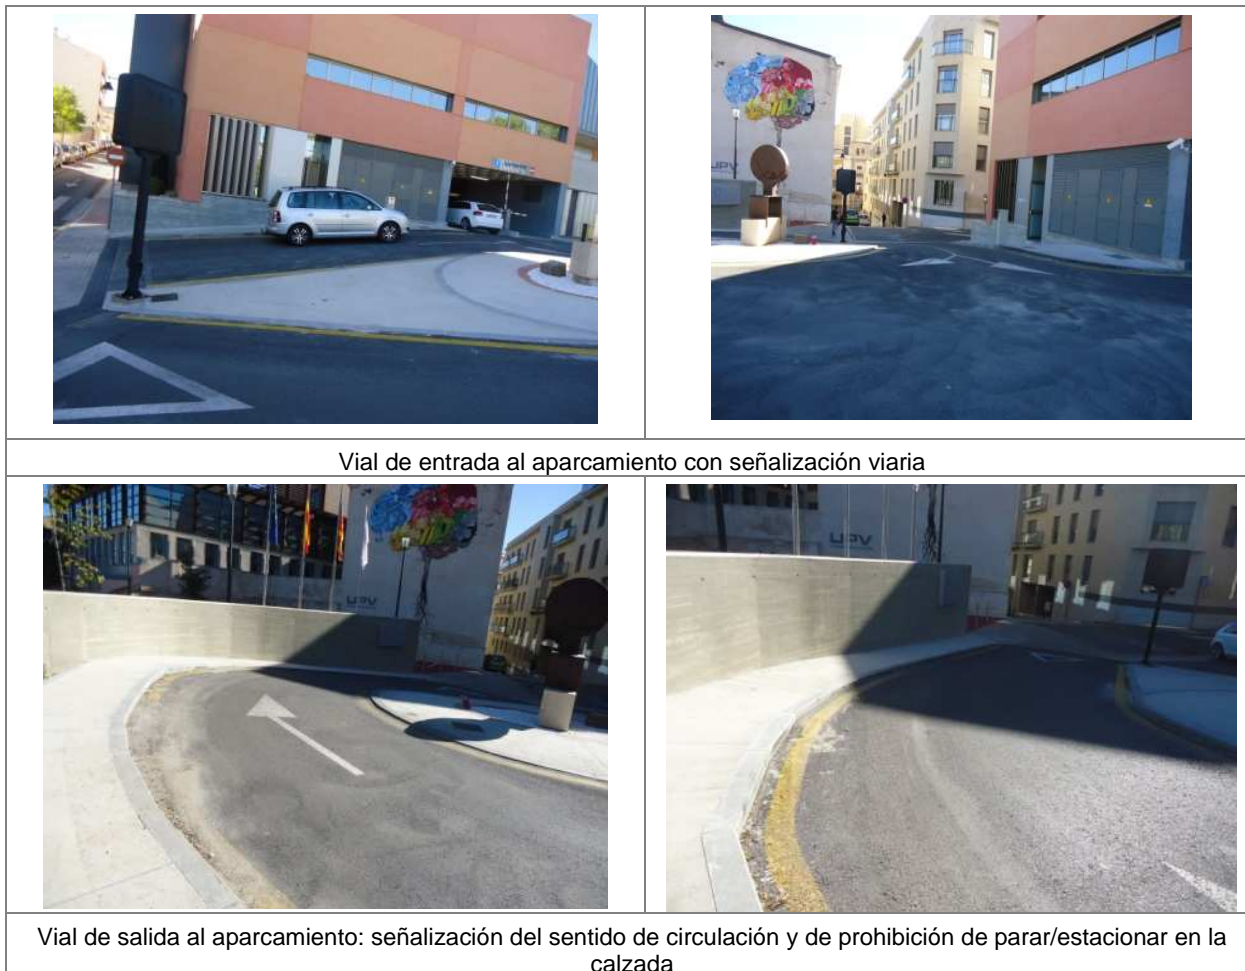 UPV
Vial de entrada al aparcamiento con señalización viaria
UPV
UPV
Vial de salida al aparcamiento: señalización del sentido de circulación y de prohibición de parar/estacionar en la
calzada